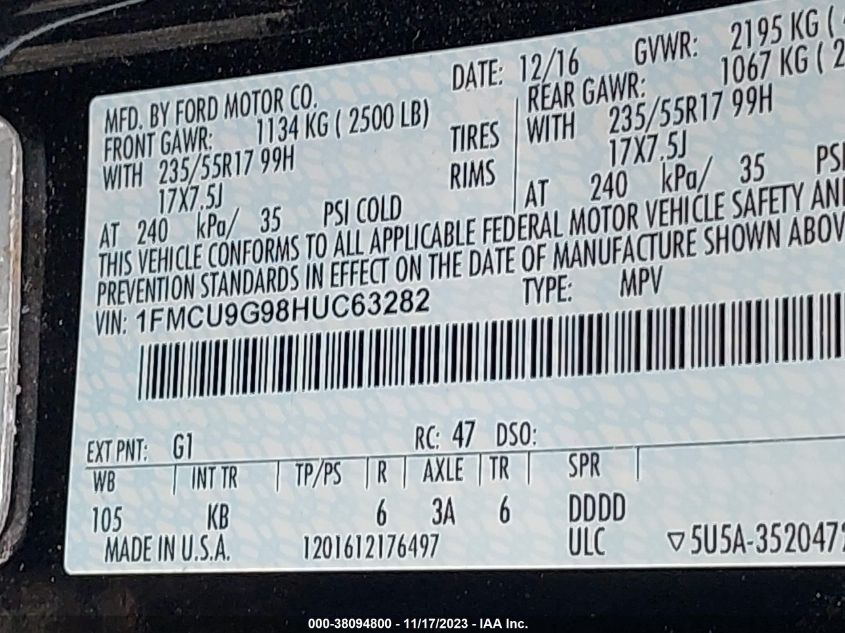 MFD. BY FORD MOTOR CO. DATE: 12/16 GVWR: 2195 KG (
FRONT GAWR: 1134 KG ( 2500 LB) REAR GAWR: 1067 KG ( 2
WITH 235/55R17 99H TIRES WITH 235/55R17 99H
17X7.5J RIMS 17X7.5J
AT 240 kPa/ 35 PSI COLD AT 240 kPa/ 35 PSI
THIS VEHICLE CONFORMS TO ALL APPLICABLE FEDERAL MOTOR VEHICLE SAFETY AN
PREVENTION STANDARDS IN EFFECT ON THE DATE OF MANUFACTURE SHOWN ABOV
VIN: 1FMCU9G98HUC63282 TYPE: MPV
EXT PNT: G1 RC: 47 DSO:
WB INT TR TP/PS R AXLE TR SPR
105 KB 6 3A 6 DDDD
MADE IN U.S.A. 1201612176497 ULC ▽5U5A-352047
000-38094800 - 11/17/2023 - IAA Inc.